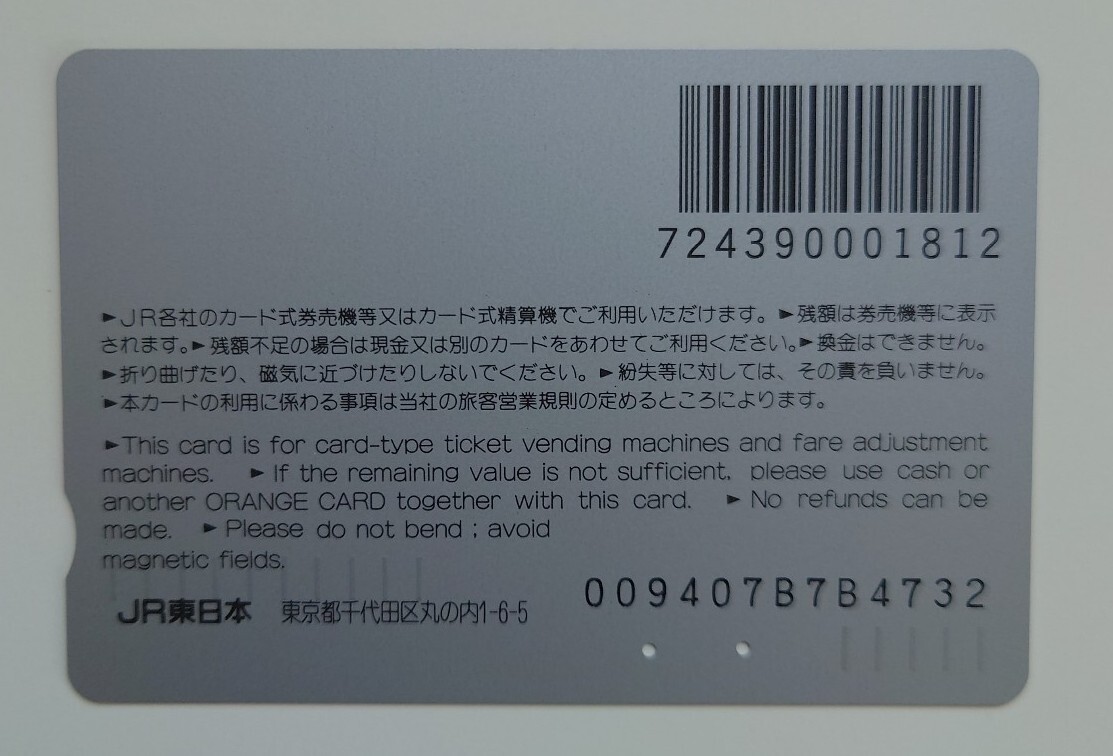 724390001812
►JR各社のカード式券売機等又はカード式精算機でご利用いただけます。►残額は券売機等に表示
されます。►残額不足の場合は現金又は別のカードをあわせてご利用ください。►換金はできません。
►折り曲げたり、磁気に近づけたりしないでください。►紛失等に対しては、その責を負いません。
►本カードの利用に係わる事項は当社の旅客営業規則の定めるところによります。
►This card is for card-type ticket vending machines and fare adjustment
machines. ►If the remaining value is not sufficient, please use cash or
another ORANGE CARD together with this card. ►No refunds can be
made. ►Please do not bend ; avoid
magnetic fields.
009407B7B4732
JR東日本 東京都千代田区丸の内1-6-5